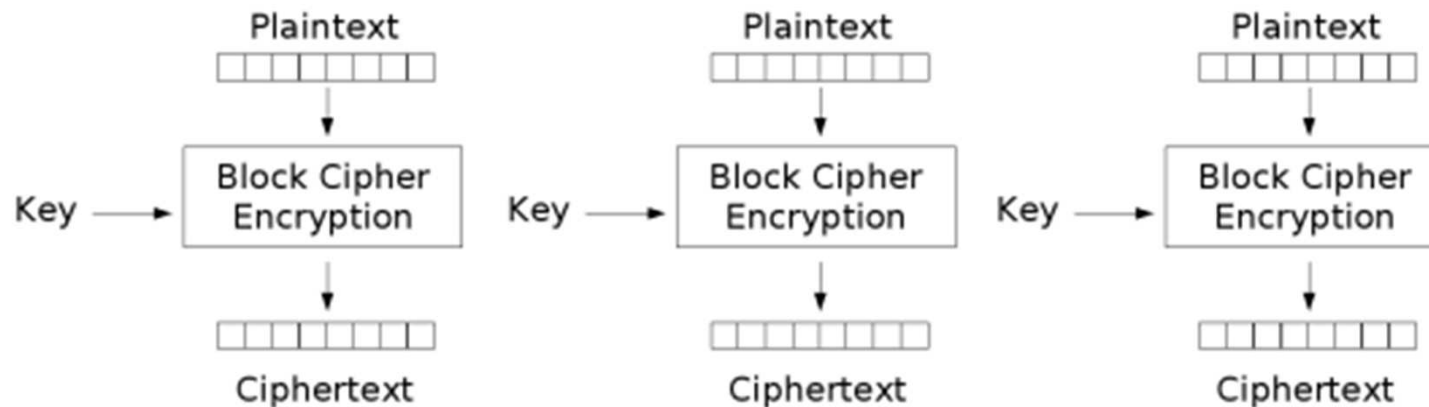 Plaintext Plaintext Plaintext
Block Cipher Block Cipher Block Cipher
Key Encryption Key Encryption Key Encryption
Ciphertext Ciphertext Ciphertext